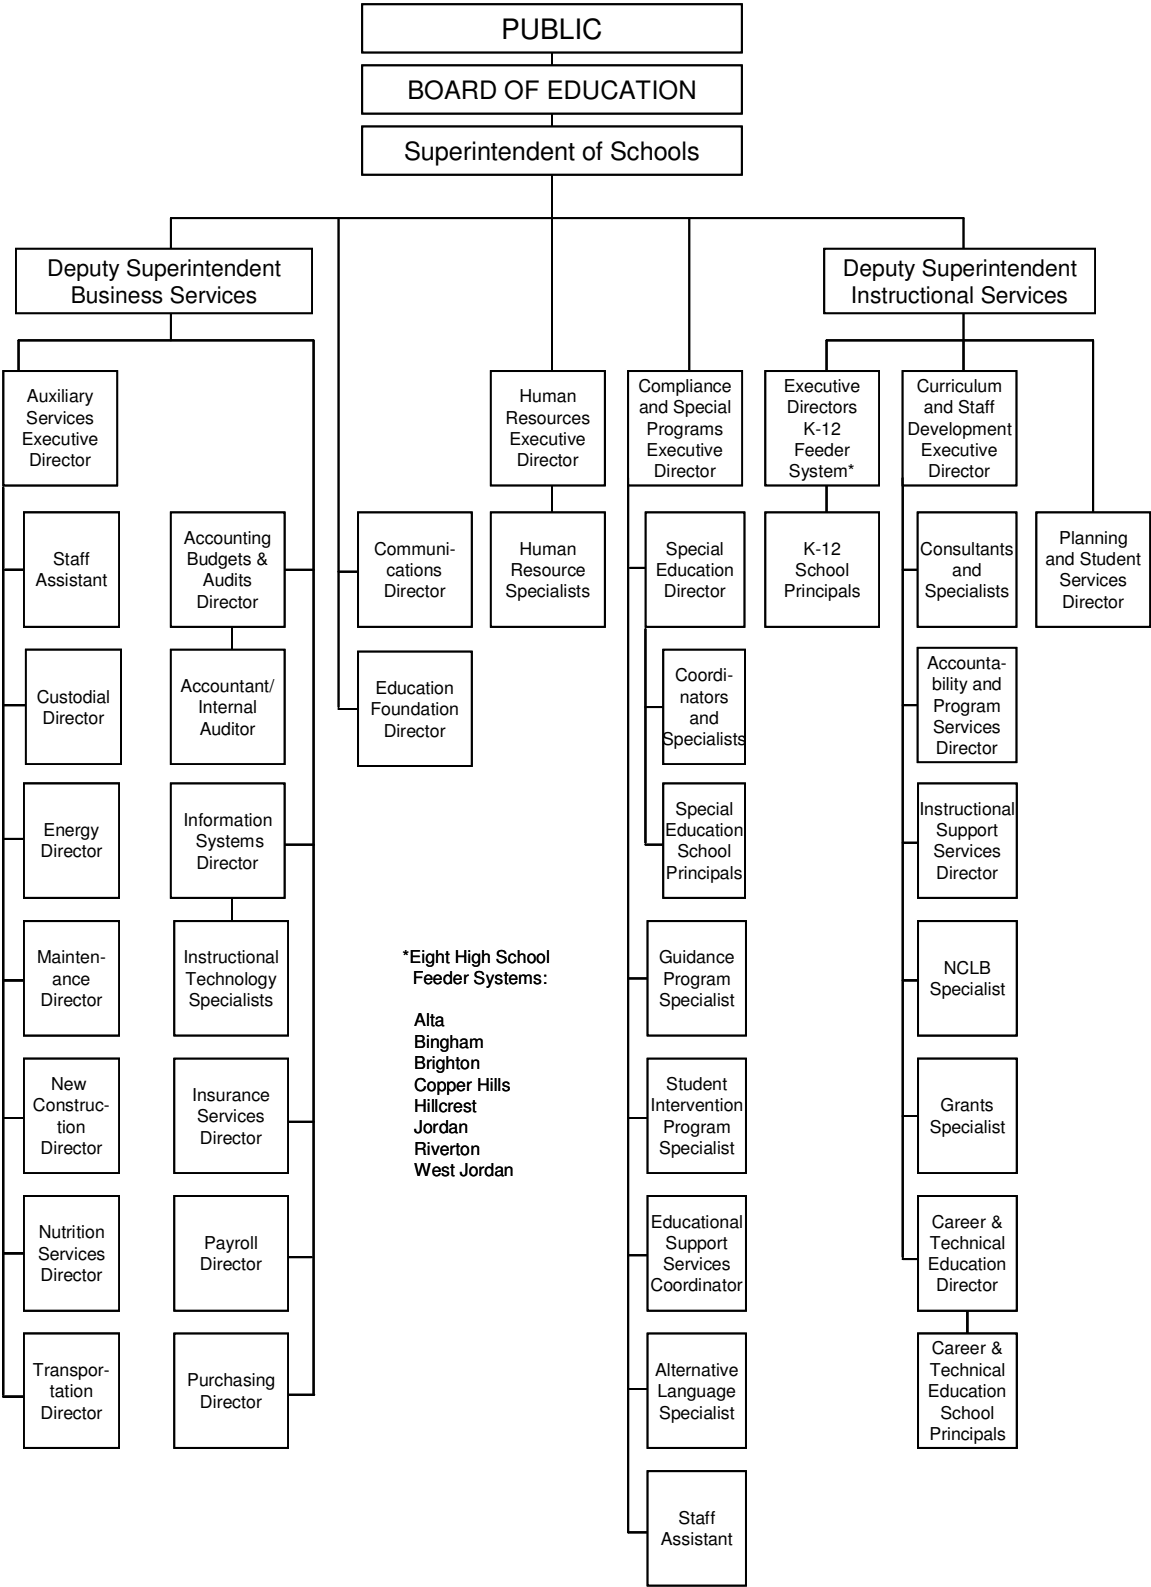 PUBLIC
BOARD OF EDUCATION
Superintendent of Schools
Deputy Superintendent
Business Services
Deputy Superintendent
Instructional Services
Auxiliary
Services
Executive
Director
Human
Resources
Executive
Director
Compliance
and Special
Programs
Executive
Director
Executive
Directors
K-12
Feeder
System*
Curriculum
and Staff
Development
Executive
Director
Staff
Assistant
Accounting
Budgets &
Audits
Director
Communi-
cations
Director
Human
Resource
Specialists
Special
Education
Director
K-12
School
Principals
Consultants
and
Specialists
Planning
and Student
Services
Director
Custodial
Director
Accountant/
Internal
Auditor
Education
Foundation
Director
Coordi-
nators
and
Specialists
Accounta-
bility and
Program
Services
Director
Energy
Director
Information
Systems
Director
Special
Education
School
Principals
Instructional
Support
Services
Director
Mainten-
ance
Director
Instructional
Technology
Specialists
*Eight High School
Feeder Systems:
Alta
Bingham
Brighton
Copper Hills
Hillcrest
Jordan
Riverton
West Jordan
Guidance
Program
Specialist
NCLB
Specialist
New
Construc-
tion
Director
Insurance
Services
Director
Student
Intervention
Program
Specialist
Grants
Specialist
Nutrition
Services
Director
Payroll
Director
Educational
Support
Services
Coordinator
Career &
Technical
Education
Director
Transpor-
tation
Director
Purchasing
Director
Alternative
Language
Specialist
Career &
Technical
Education
School
Principals
Staff
Assistant